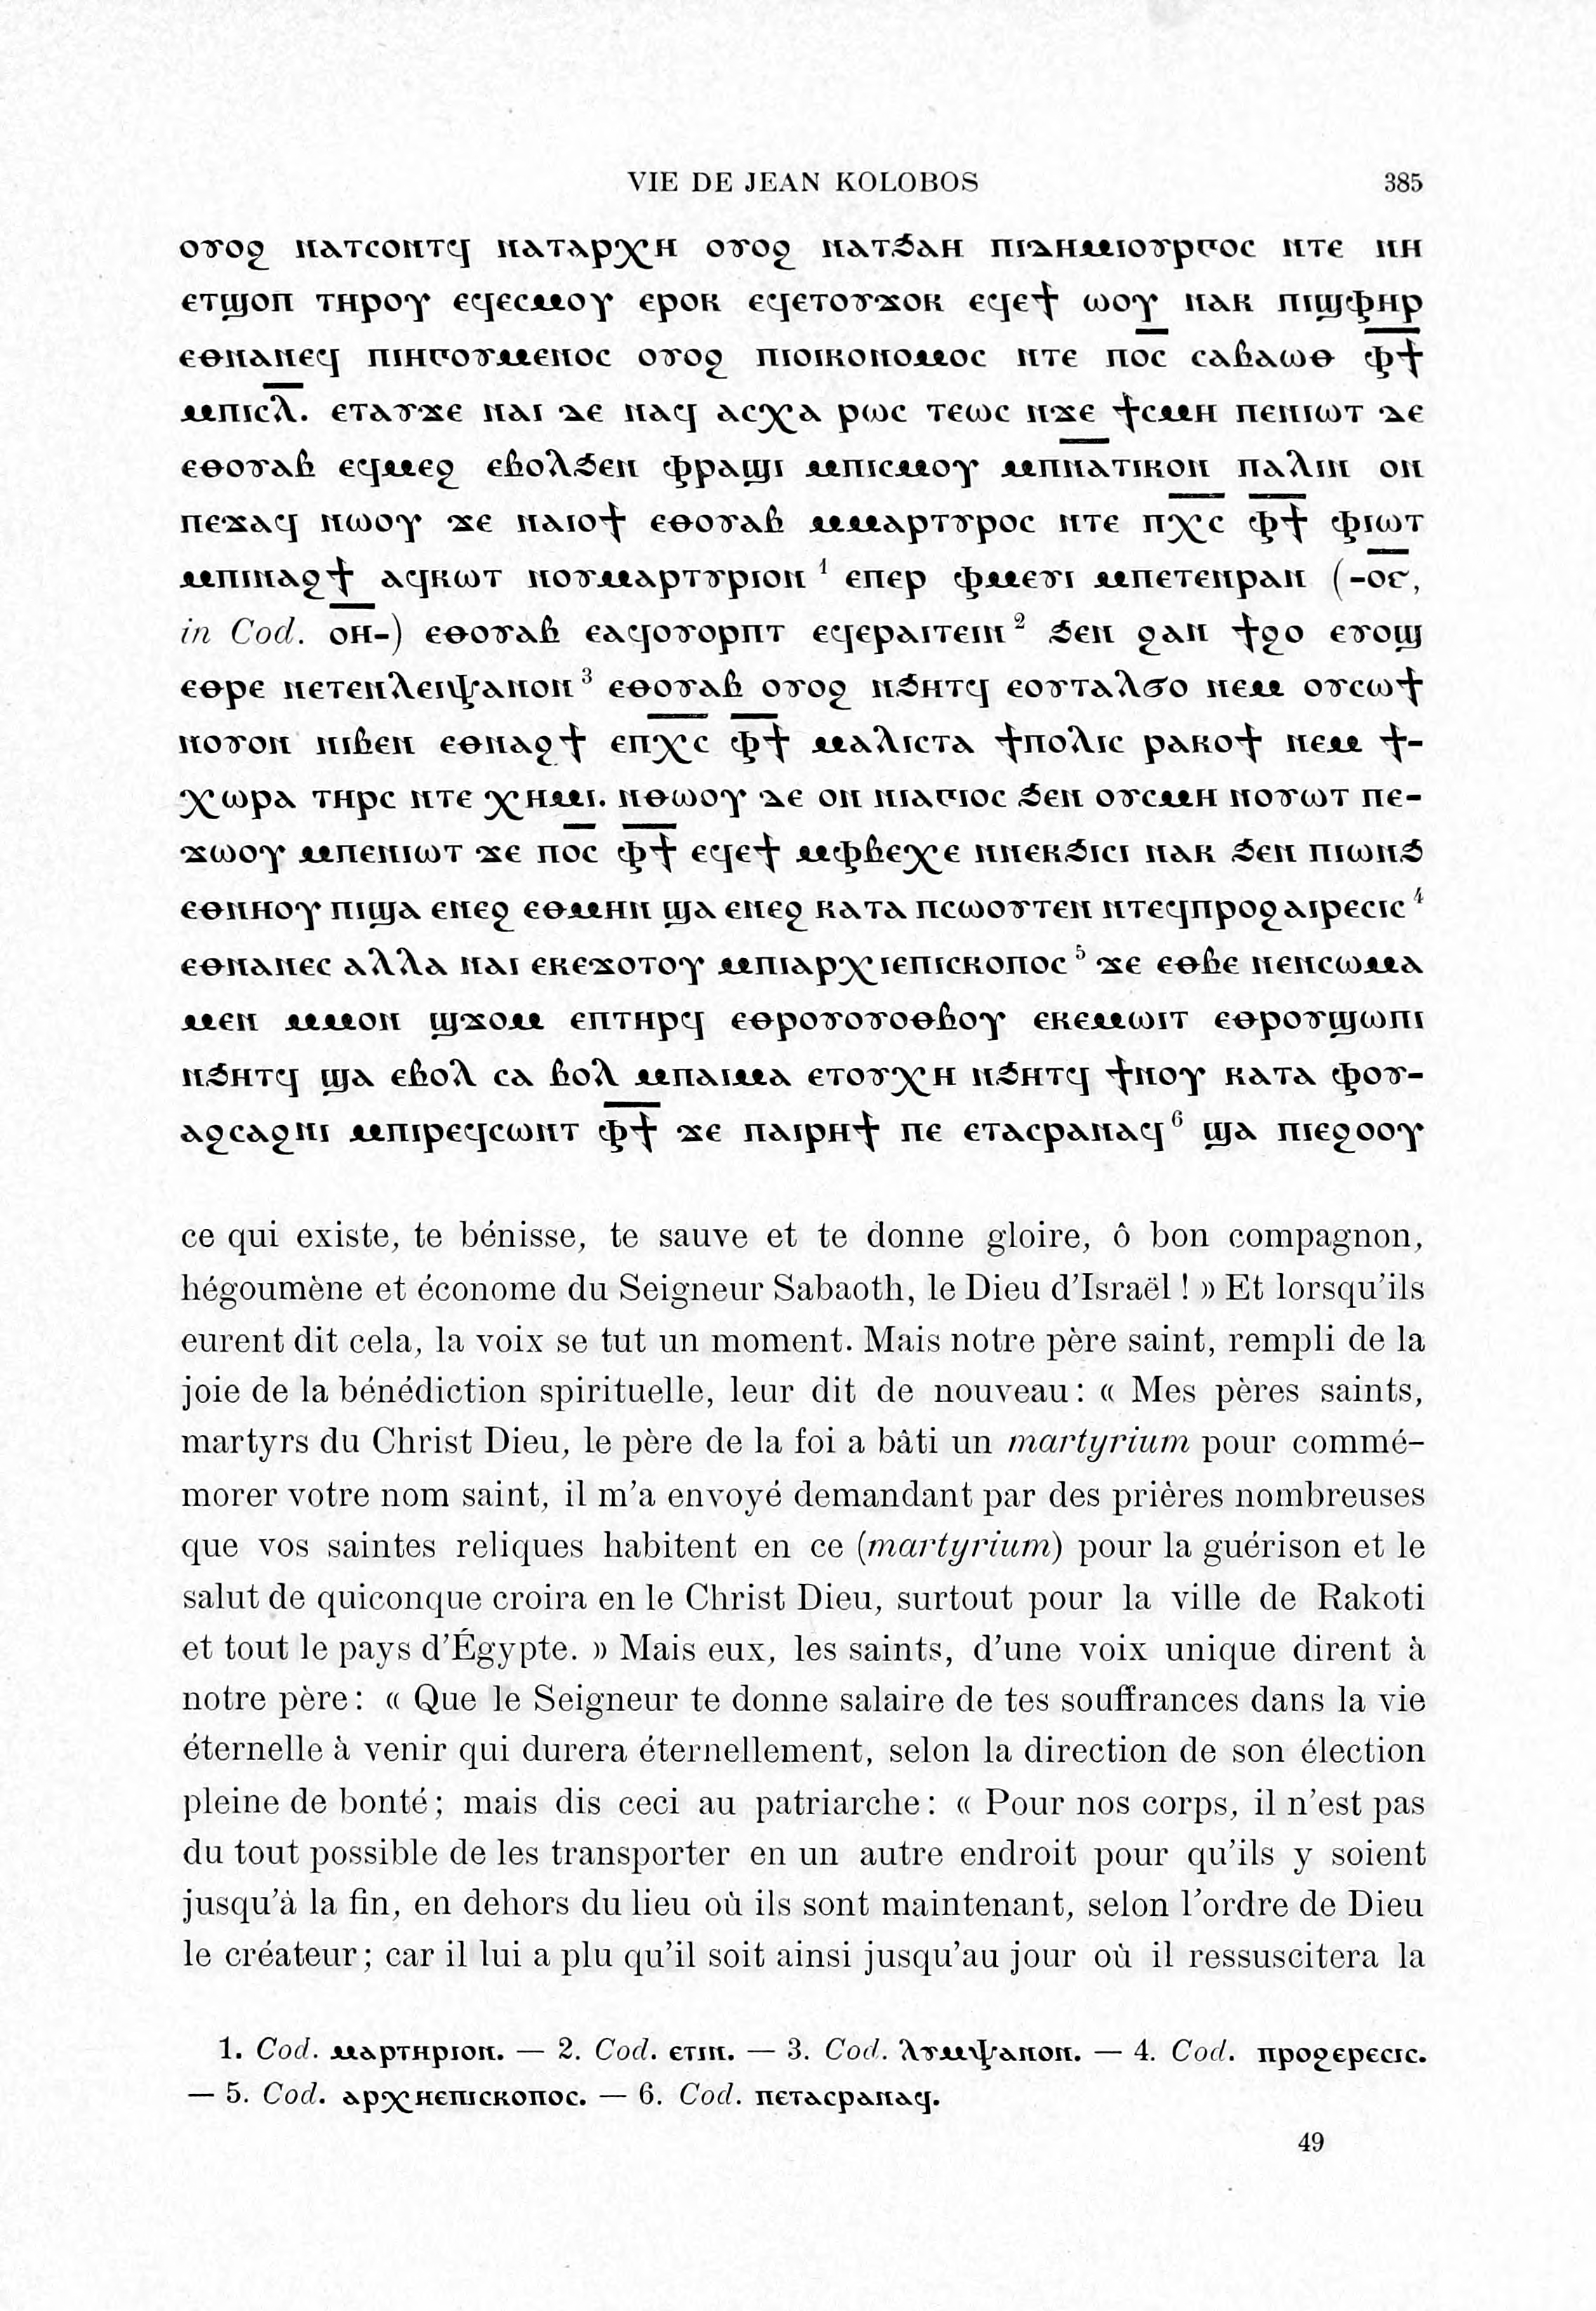 VIE DE JEAN KOLOBOS 385
ⲟⲩⲟϩ ⲛⲁⲧⲥⲟⲛⲧϥ ⲛⲁⲧⲁⲣⲭⲏ ⲟⲩⲟϩ ⲛⲁⲧϧⲁⲏ ⲡⲓⲇⲏⲙⲓⲟⲩⲣⲅⲟⲥ ⲛⲧⲉ ⲛⲏ
ⲉⲧϣⲟⲡ ⲧⲏⲣⲟⲩ ⲉϥⲉⲥⲙⲟⲩ ⲉⲣⲟⲕ ⲉϥⲉⲧⲟⲩϫⲟⲕ ⲉϥⲉϯ ⲱⲟⲩ ⲛⲁⲕ ⲡⲓϣⲫⲏⲣ
ⲉⲑⲛⲁⲛⲉϥ ⲡⲓⲏⲅⲟⲩⲙⲉⲛⲟⲥ ⲟⲩⲟϩ ⲡⲓⲟⲓⲕⲟⲛⲟⲙⲟⲥ ⲛⲧⲉ ⲡⲟ̅ⲥ̅ ⲥⲁⲃⲁⲱⲑ ⲫ̅ϯ̅
ⲙⲡⲓⲥ̅ⲗ̅. ⲉⲧⲁⲩϫⲉ ⲛⲁⲓ ⲇⲉ ⲛⲁϥ ⲁⲥⲭⲁ ⲣⲱⲥ ⲧⲉⲱⲥ ⲛϫⲉ ϯⲥⲙⲏ ⲡⲉⲛⲓⲱⲧ ⲇⲉ
ⲉⲑⲟⲩⲁⲃ ⲉϥⲙⲉϩ ⲉⲃⲟⲗϧⲉⲛ ⲫⲣⲁϣⲓ ⲙⲡⲓⲥⲙⲟⲩ ⲙⲡⲛ̅ⲁ̅ⲧⲓⲕⲟⲛ ⲡⲁⲗⲓⲛ ⲟⲛ
ⲡⲉϫⲁϥ ⲛⲱⲟⲩ ϫⲉ ⲛⲁⲓⲟϯ ⲉⲑⲟⲩⲁⲃ ⲙⲙⲁⲣⲧⲩⲣⲟⲥ ⲛⲧⲉ ⲡⲭ̅ⲥ̅ ⲫ̅ϯ̅ ⲫⲓⲱⲧ
ⲙⲡⲓⲛⲁϩϯ ⲁϥⲕⲱⲧ ⲛⲟⲩⲙⲁⲣⲧⲩⲣⲓⲟⲛ ¹ ⲉⲡⲉⲣ ⲫⲙⲉⲩⲓ ⲙⲡⲉⲧⲉⲛⲣⲁⲛ (-ⲟ̅ⲩ̅,
in Cod. ⲟ̅ⲏ̅-) ⲉⲑⲟⲩⲁⲃ ⲉⲁϥⲟⲩⲟⲣⲡⲧ ⲉϥⲉⲣⲁⲓⲧⲉⲓⲛ ² ϧⲉⲛ ϩⲁⲛ ϯϩⲟ ⲉⲩⲟϣ
ⲉⲑⲣⲉ ⲛⲉⲧⲉⲛⲗⲉⲓⲯⲁⲛⲟⲛ ³ ⲉⲑⲟⲩⲁⲃ ⲟⲩⲟϩ ⲛϧⲏⲧϥ ⲉⲟⲩⲧⲁⲗϭⲟ ⲛⲉⲙ ⲟⲩⲥⲱϯ
ⲛⲟⲩⲟⲛ ⲛⲓⲃⲉⲛ ⲉⲑⲛⲁϩϯ ⲉⲡⲭ̅ⲥ̅ ⲫ̅ϯ̅ ⲙⲁⲗⲓⲥⲧⲁ ϯⲡⲟⲗⲓⲥ ⲣⲁⲕⲟϯ ⲛⲉⲙ ϯ-
ⲭⲱⲣⲁ ⲧⲏⲣⲥ ⲛⲧⲉ ⲭⲏⲙⲓ. ⲛⲑⲱⲟⲩ ⲇⲉ ⲟⲛ ⲛⲓⲁⲅⲓⲟⲥ ϧⲉⲛ ⲟⲩⲥⲙⲏ ⲛⲟⲩⲱⲧ ⲡⲉ-
ϫⲱⲟⲩ ⲙⲡⲉⲛⲓⲱⲧ ϫⲉ ⲡⲟ̅ⲥ̅ ⲫ̅ϯ̅ ⲉϥⲉϯ ⲙⲫⲃⲉⲭⲉ ⲛⲛⲉⲕϧⲓⲥⲓ ⲛⲁⲕ ϧⲉⲛ ⲡⲓⲱⲛϧ
ⲉⲑⲛⲏⲟⲩ ⲡⲓϣⲁ ⲉⲛⲉϩ ⲉⲑⲙⲏⲛ ϣⲁ ⲉⲛⲉϩ ⲕⲁⲧⲁ ⲡⲥⲱⲟⲩⲧⲉⲛ ⲛⲧⲉϥⲡⲣⲟϩⲁⲓⲣⲉⲥⲓⲥ ⁴
ⲉⲑⲛⲁⲛⲉⲥ ⲁⲗⲗⲁ ⲛⲁⲓ ⲉⲕⲉϫⲟⲧⲟⲩ ⲙⲡⲓⲁⲣⲭⲓⲉⲡⲓⲥⲕⲟⲡⲟⲥ ⁵ ϫⲉ ⲉⲑⲃⲉ ⲛⲉⲛⲥⲱⲙⲁ
ⲙⲉⲛ ⲙⲙⲟⲛ ϣϫⲟⲙ ⲉⲡⲧⲏⲣϥ ⲉⲑⲣⲟⲩⲟⲩⲟⲑⲃⲟⲩ ⲉⲕⲉⲙⲱⲓⲧ ⲉⲑⲣⲟⲩϣⲱⲡⲓ
ⲛϧⲏⲧϥ ϣⲁ ⲉⲃⲟⲗ ⲥⲁ ⲃⲟⲗ ⲙⲡⲁⲓⲙⲁ ⲉⲧⲟⲩⲭⲏ ⲛϧⲏⲧϥ ϯⲛⲟⲩ ⲕⲁⲧⲁ ⲫⲟⲩ-
ⲁϩⲥⲁϩⲛⲓ ⲙⲡⲓⲣⲉϥⲥⲱⲛⲧ ⲫ̅ϯ̅ ϫⲉ ⲡⲁⲓⲣⲏϯ ⲡⲉ ⲉⲧⲁⲥⲣⲁⲛⲁϥ ⁶ ϣⲁ ⲡⲓⲉϩⲟⲟⲩ
ce qui existe, te bénisse, te sauve et te donne gloire, ô bon compagnon,
hégoumène et économe du Seigneur Sabaoth, le Dieu d'Israël ! » Et lorsqu'ils
eurent dit cela, la voix se tut un moment. Mais notre père saint, rempli de la
joie de la bénédiction spirituelle, leur dit de nouveau : « Mes pères saints,
martyrs du Christ Dieu, le père de la foi a bâti un martyrium pour commé-
morer votre nom saint, il m'a envoyé demandant par des prières nombreuses
que vos saintes reliques habitent en ce (martyrium) pour la guérison et le
salut de quiconque croira en le Christ Dieu, surtout pour la ville de Rakoti
et tout le pays d'Égypte. » Mais eux, les saints, d'une voix unique dirent à
notre père : « Que le Seigneur te donne salaire de tes souffrances dans la vie
éternelle à venir qui durera éternellement, selon la direction de son élection
pleine de bonté ; mais dis ceci au patriarche : « Pour nos corps, il n'est pas
du tout possible de les transporter en un autre endroit pour qu'ils y soient
jusqu'à la fin, en dehors du lieu où ils sont maintenant, selon l'ordre de Dieu
le créateur ; car il lui a plu qu'il soit ainsi jusqu'au jour où il ressuscitera la
1. Cod. ⲙⲁⲣⲧⲏⲣⲓⲟⲛ. — 2. Cod. ⲉⲧⲓⲛ. — 3. Cod. ⲗⲩⲙⲯⲁⲛⲟⲛ. — 4. Cod. ⲡⲣⲟϩⲉⲣⲉⲥⲓⲥ.
— 5. Cod. ⲁⲣⲭⲏⲉⲡⲓⲥⲕⲟⲡⲟⲥ. — 6. Cod. ⲡⲉⲧⲁⲥⲣⲁⲛⲁϥ.
49